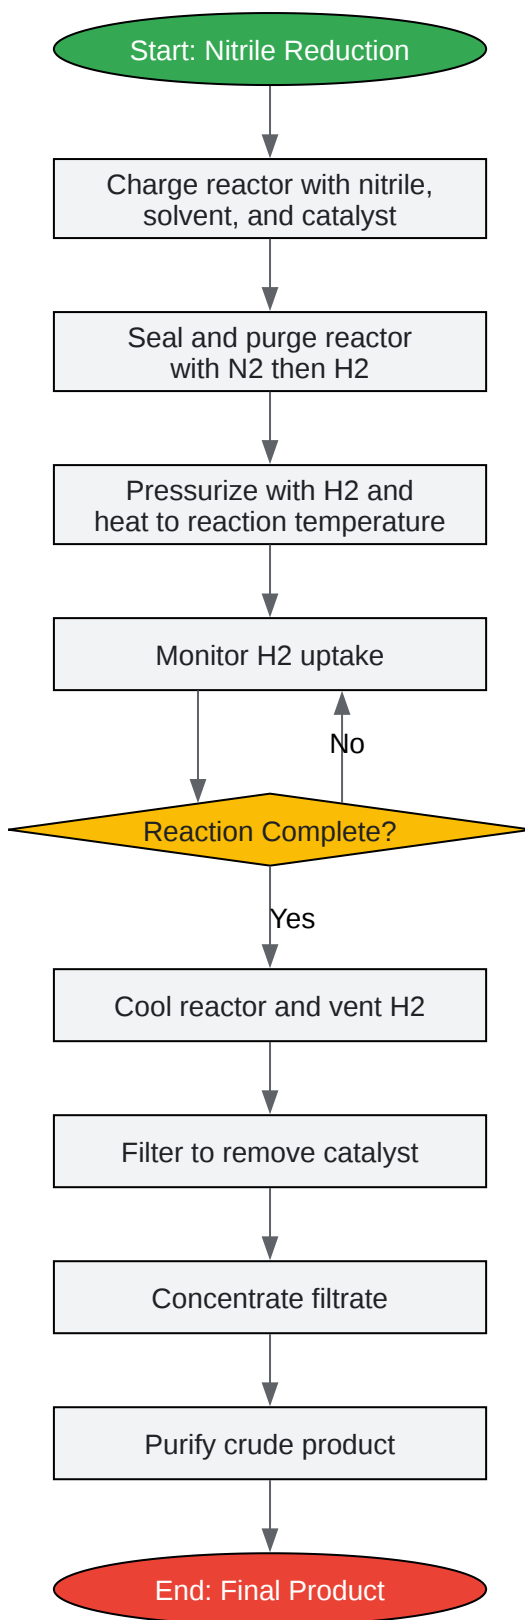 Start: Nitrile Reduction
Charge reactor with nitrile,
solvent, and catalyst
Seal and purge reactor
with N2 then H2
Pressurize with H2 and
heat to reaction temperature
Monitor H2 uptake
No
Reaction Complete?
Yes
Cool reactor and vent H2
Filter to remove catalyst
Concentrate filtrate
Purify crude product
End: Final Product